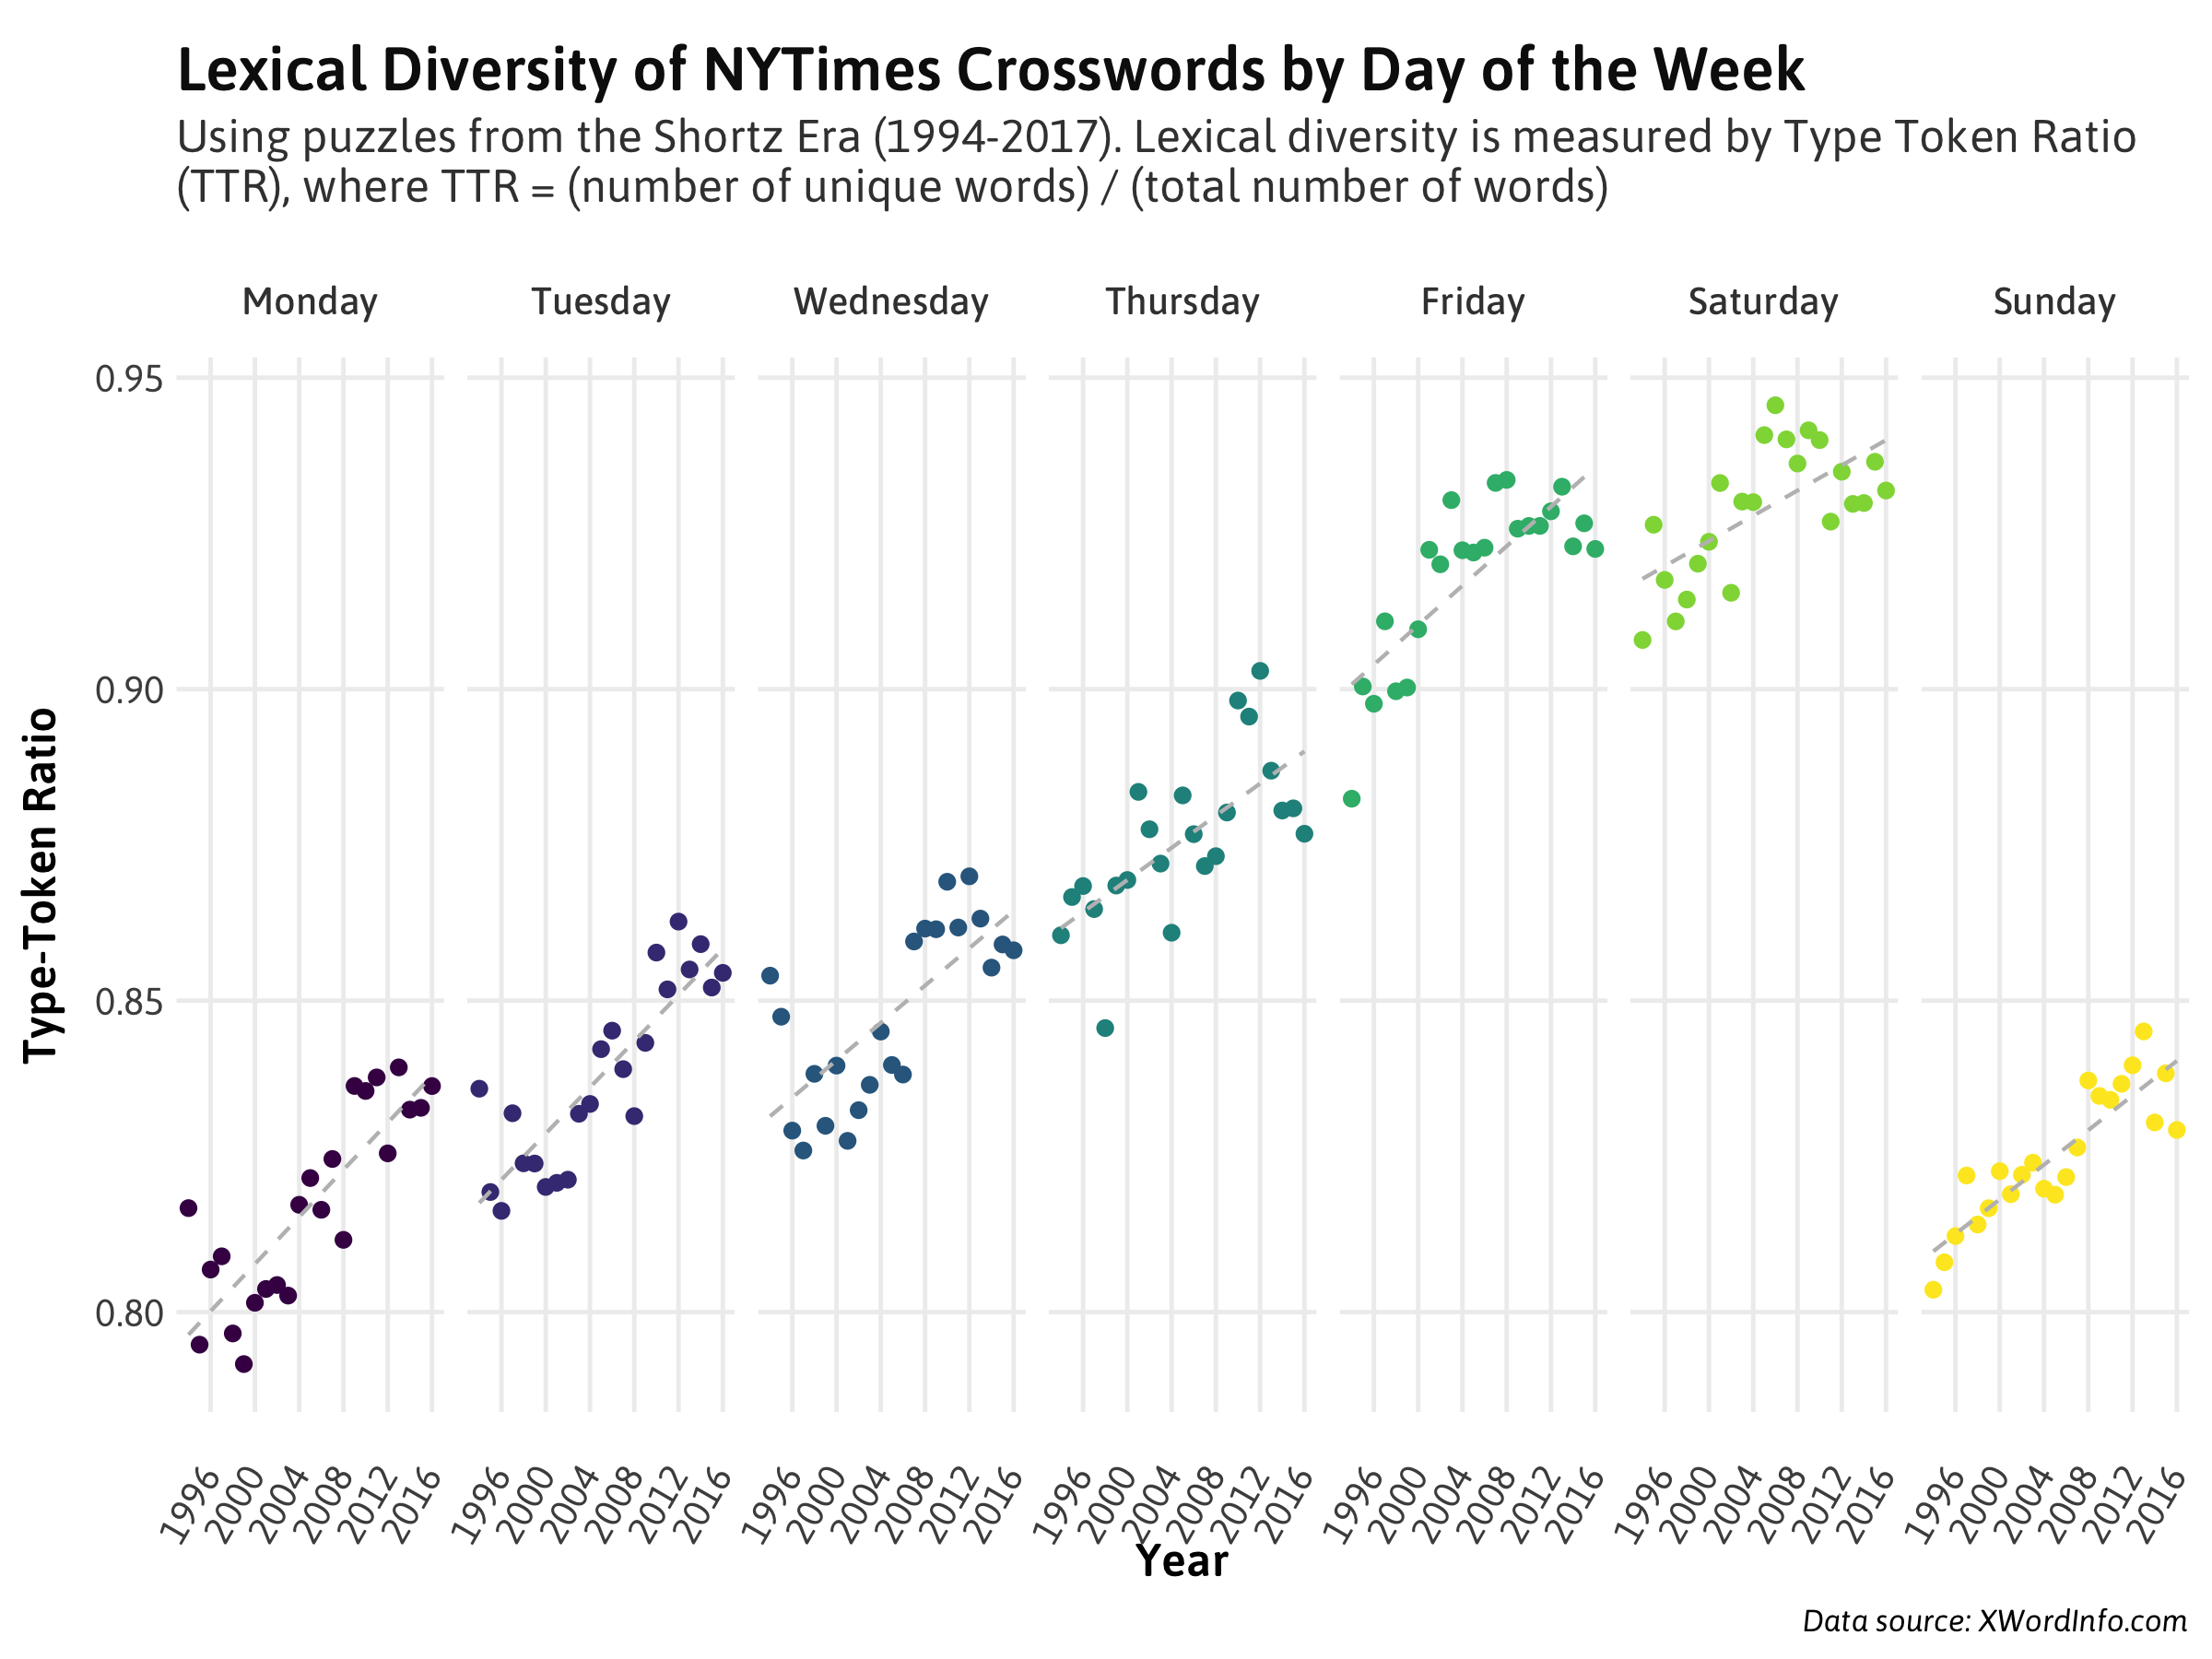 Lexical Diversity of NYTimes Crosswords by Day of the Week
Using puzzles from the Shortz Era (1994-2017). Lexical diversity is measured by Type Token Ratio
(TTR), where TTR = (number of unique words) / (total number of words)
Monday Tuesday Wednesday Thursday Friday Saturday Sunday
0.95
0.90
0.85
0.80
Type-Token Ratio
1996 2000 2004 2008 2012 2016 1996 2000 2004 2008 2012 2016 1996 2000 2004 2008 2012 2016 1996 2000 2004 2008 2012 2016 1996 2000 2004 2008 2012 2016 1996 2000 2004 2008 2012 2016 1996 2000 2004 2008 2012 2016
Year
Data source: XWordInfo.com